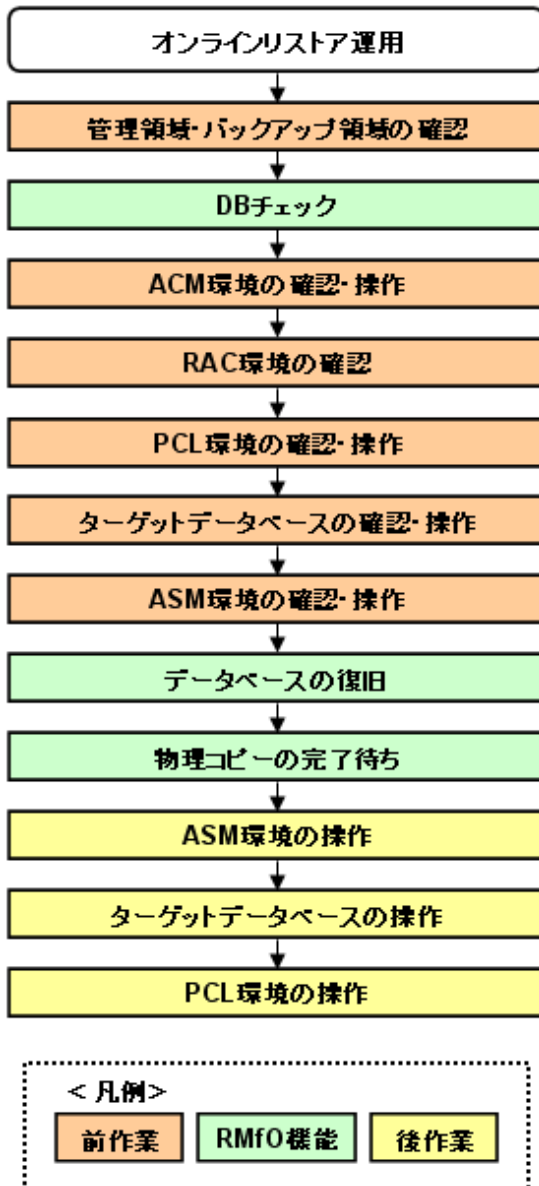 オンラインリストア運用
管理領域・バックアップ領域の確認
DBチェック
ACM環境の確認・操作
RAC環境の確認
PCL環境の確認・操作
ターゲットデータベースの確認・操作
ASM環境の確認・操作
データベースの復旧
物理コピーの完了待ち
ASM環境の操作
ターゲットデータベースの操作
PCL環境の操作
<凡例>
前作業 RMfO機能 後作業